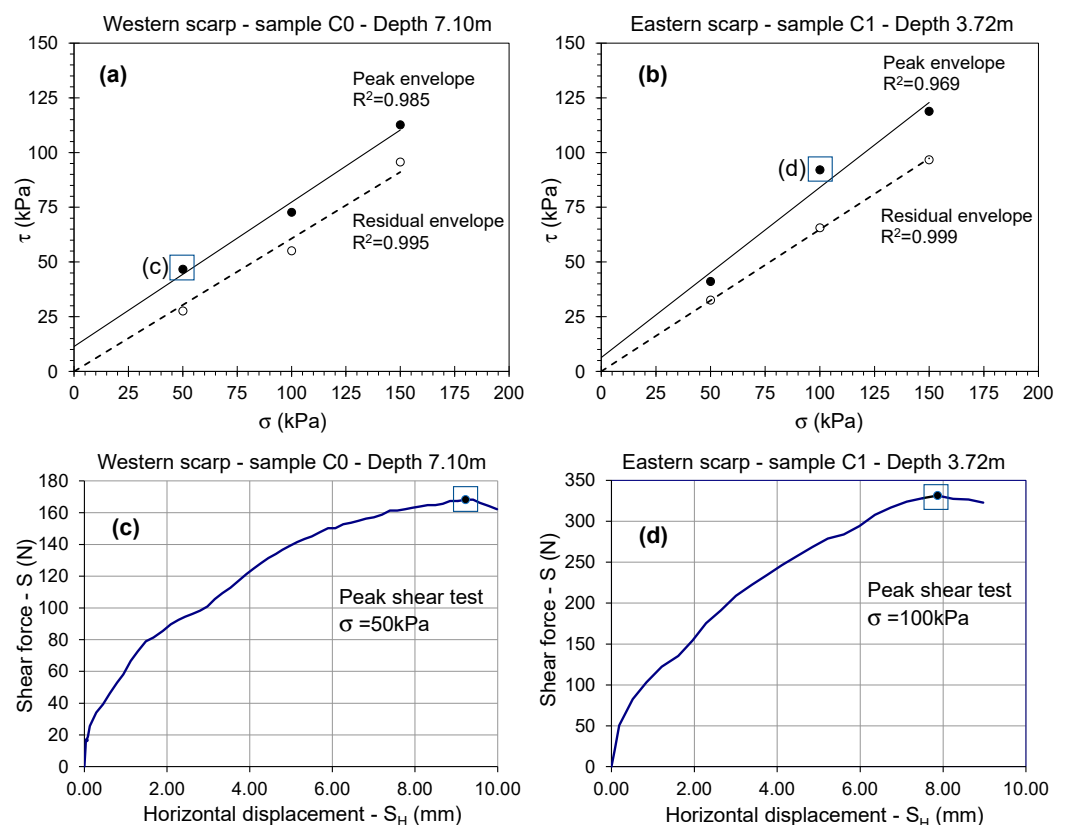 Western scarp - sample C0 - Depth 7.10m
150
125
100
75
50
25
0
τ (kPa)
(a)
Peak envelope
R²=0.985
(c)
Residual envelope
R²=0.995
0 25 50 75 100 125 150 175 200
σ (kPa)
Eastern scarp - sample C1 - Depth 3.72m
150
125
100
75
50
25
0
τ (kPa)
(b)
Peak envelope
R²=0.969
(d)
Residual envelope
R²=0.999
0 25 50 75 100 125 150 175 200
σ (kPa)
Western scarp - sample C0 - Depth 7.10m
180
160
140
120
100
80
60
40
20
0
Shear force - S (N)
(c)
Peak shear test
σ =50kPa
0.00 2.00 4.00 6.00 8.00 10.00
Horizontal displacement - S_H (mm)
Eastern scarp - sample C1 - Depth 3.72m
350
300
250
200
150
100
50
0
Shear force - S (N)
(d)
Peak shear test
σ =100kPa
0.00 2.00 4.00 6.00 8.00 10.00
Horizontal displacement - S_H (mm)